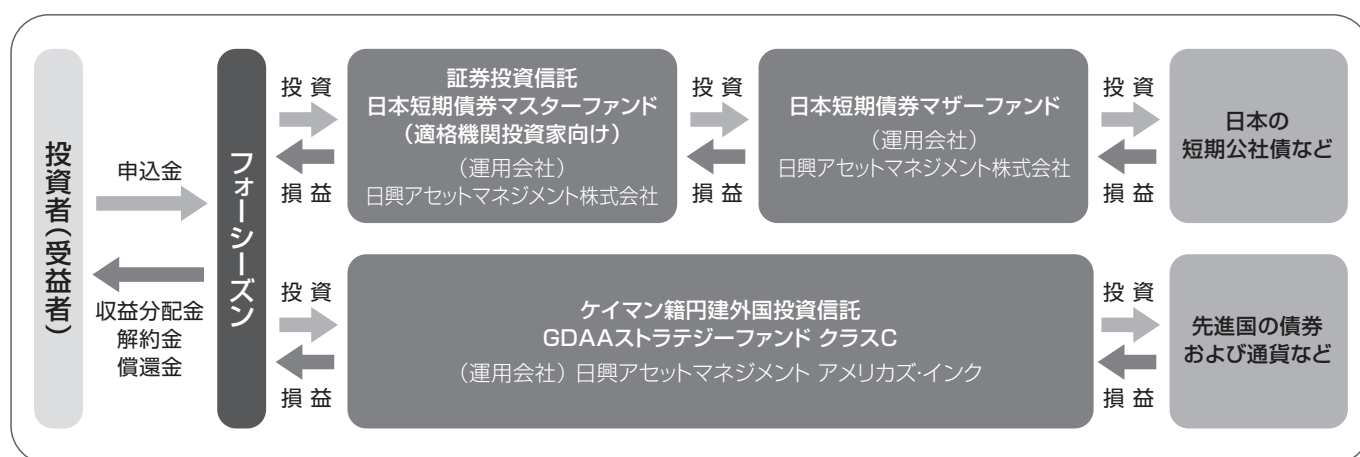 投資者(受益者)
申込金
収益分配金
解約金
償還金
フォーシーズン
投資
損益
証券投資信託
日本短期債券マスターファンド
(適格機関投資家向け)
(運用会社)
日興アセットマネジメント株式会社
投資
損益
日本短期債券マザーファンド
(運用会社)
日興アセットマネジメント株式会社
投資
損益
日本の
短期公社債など
投資
損益
ケイマン籍円建外国投資信託
GDAAストラテジーファンド クラスC
(運用会社) 日興アセットマネジメント アメリカズ・インク
投資
損益
先進国の債券
および通貨など